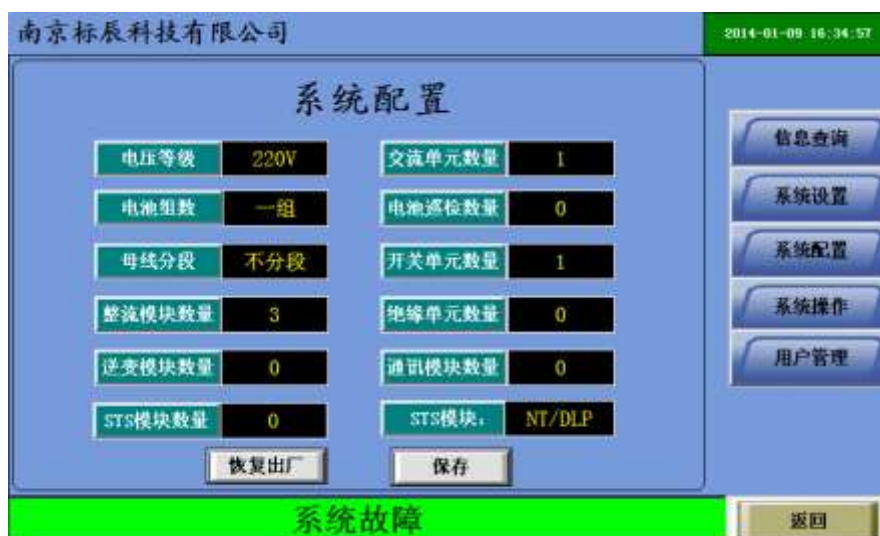 南京标辰科技有限公司
2014-01-09 16:34:57
系统配置
电压等级 220V 交流单元数量 1
电池组数 一组 电池巡检数量 0
母线分段 不分段 开关单元数量 1
整流模块数量 3 绝缘单元数量 0
逆变模块数量 0 通讯模块数量 0
STS模块数量 0 STS模块: NT/DLP
恢复出厂 保存
信息查询
系统设置
系统配置
系统操作
用户管理
系统故障
返回